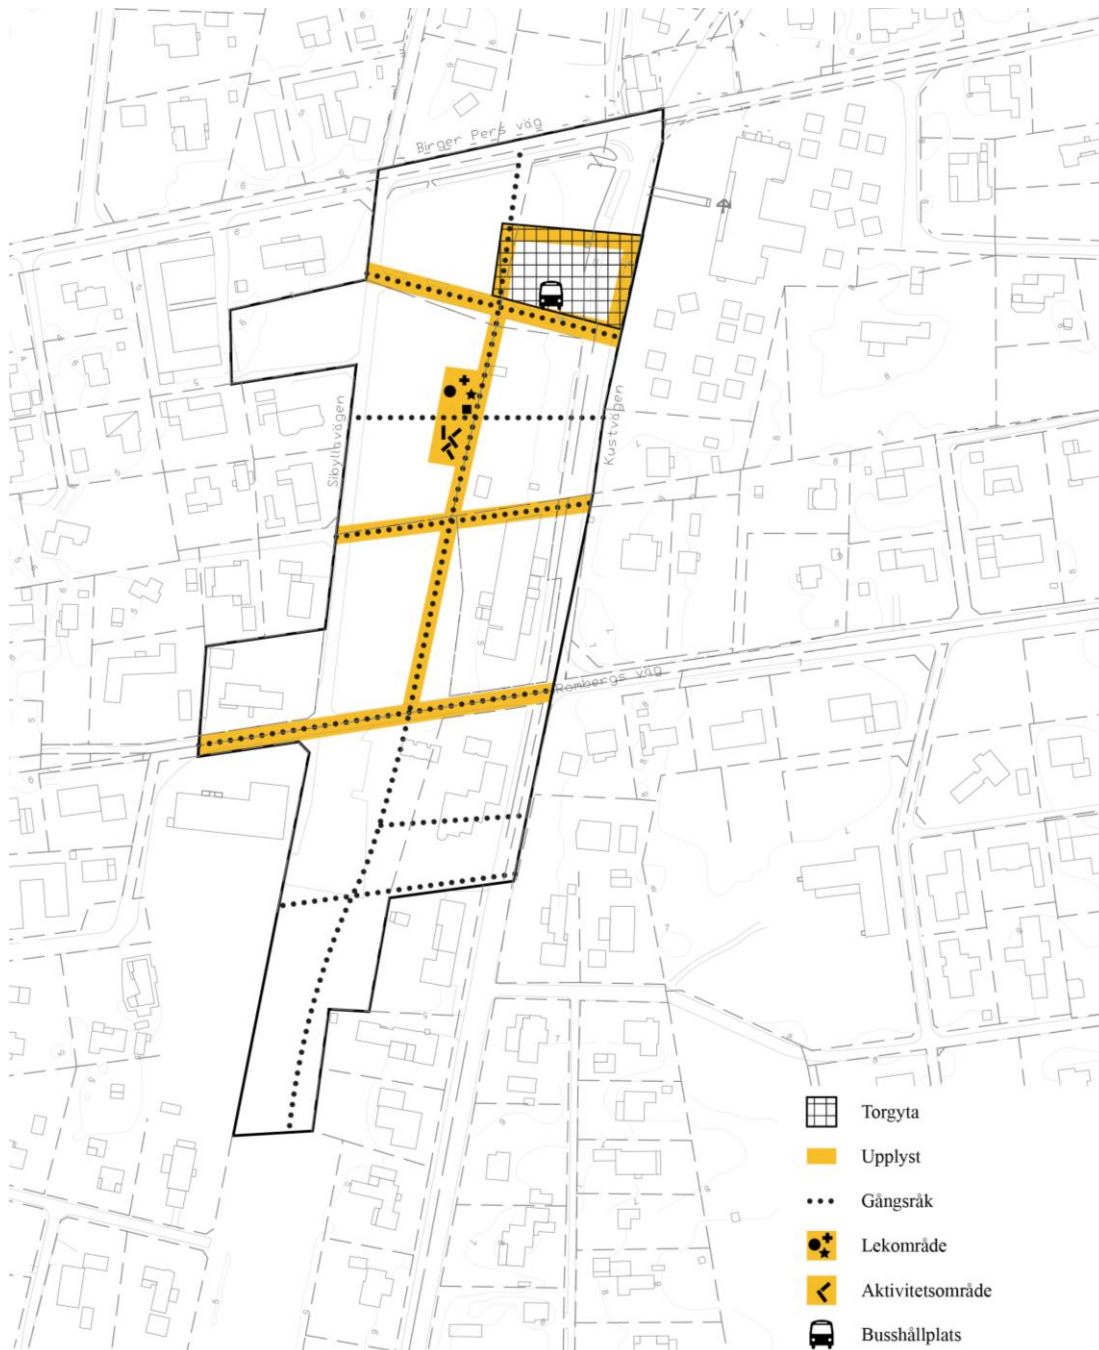 Birger Pers väg
Sibyllavägen
Kustvägen
Rombergs väg
Torgyta
Upplyst
Gångsråk
Lekområde
Aktivitetsområde
Busshållplats